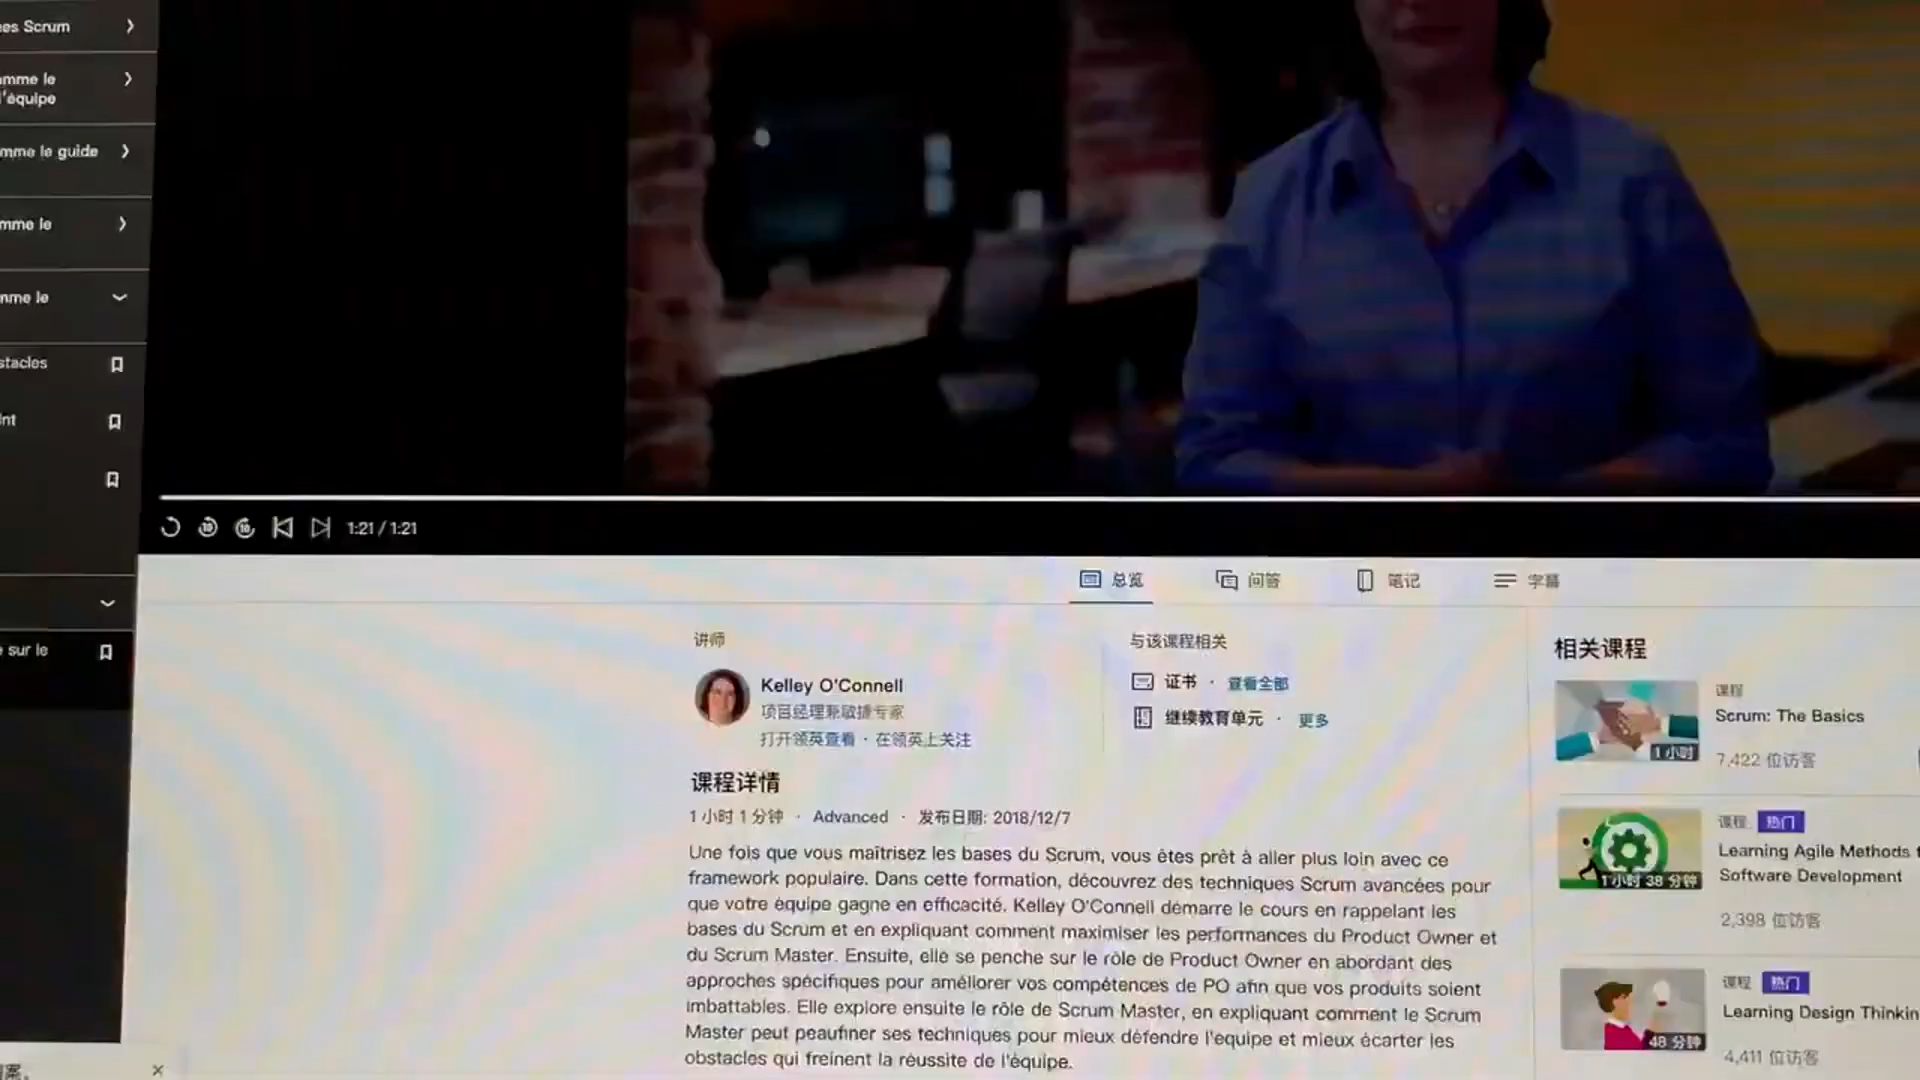 es Scrum
mme le
l'équipe
mme le guide
mme le
mme le
stacles
int
sur le
1:21 / 1:21
总览
问答
笔记
字幕
讲师
Kelley O'Connell
项目经理兼敏捷专家
打开领英查看 · 在领英上关注
与该课程相关
证书 · 查看全部
继续教育单元 · 更多
课程详情
1 小时 1 分钟 · Advanced · 发布日期: 2018/12/7
Une fois que vous maîtrisez les bases du Scrum, vous êtes prêt à aller plus loin avec ce
framework populaire. Dans cette formation, découvrez des techniques Scrum avancées pour
que votre équipe gagne en efficacité. Kelley O'Connell démarre le cours en rappelant les
bases du Scrum et en expliquant comment maximiser les performances du Product Owner et
du Scrum Master. Ensuite, elle se penche sur le rôle de Product Owner en abordant des
approches spécifiques pour améliorer vos compétences de PO afin que vos produits soient
imbattables. Elle explore ensuite le rôle de Scrum Master, en expliquant comment le Scrum
Master peut peaufiner ses techniques pour mieux défendre l'equipe et mieux écarter les
obstacles qui freinent la réussite de l'équipe.
相关课程
课程
Scrum: The Basics
1 小时
7,422 位访客
课程 热门
Learning Agile Methods
Software Development
1 小时 38 分钟
2,398 位访客
课程 热门
Learning Design Thinkin
48 分钟
4,411 位访客
案。